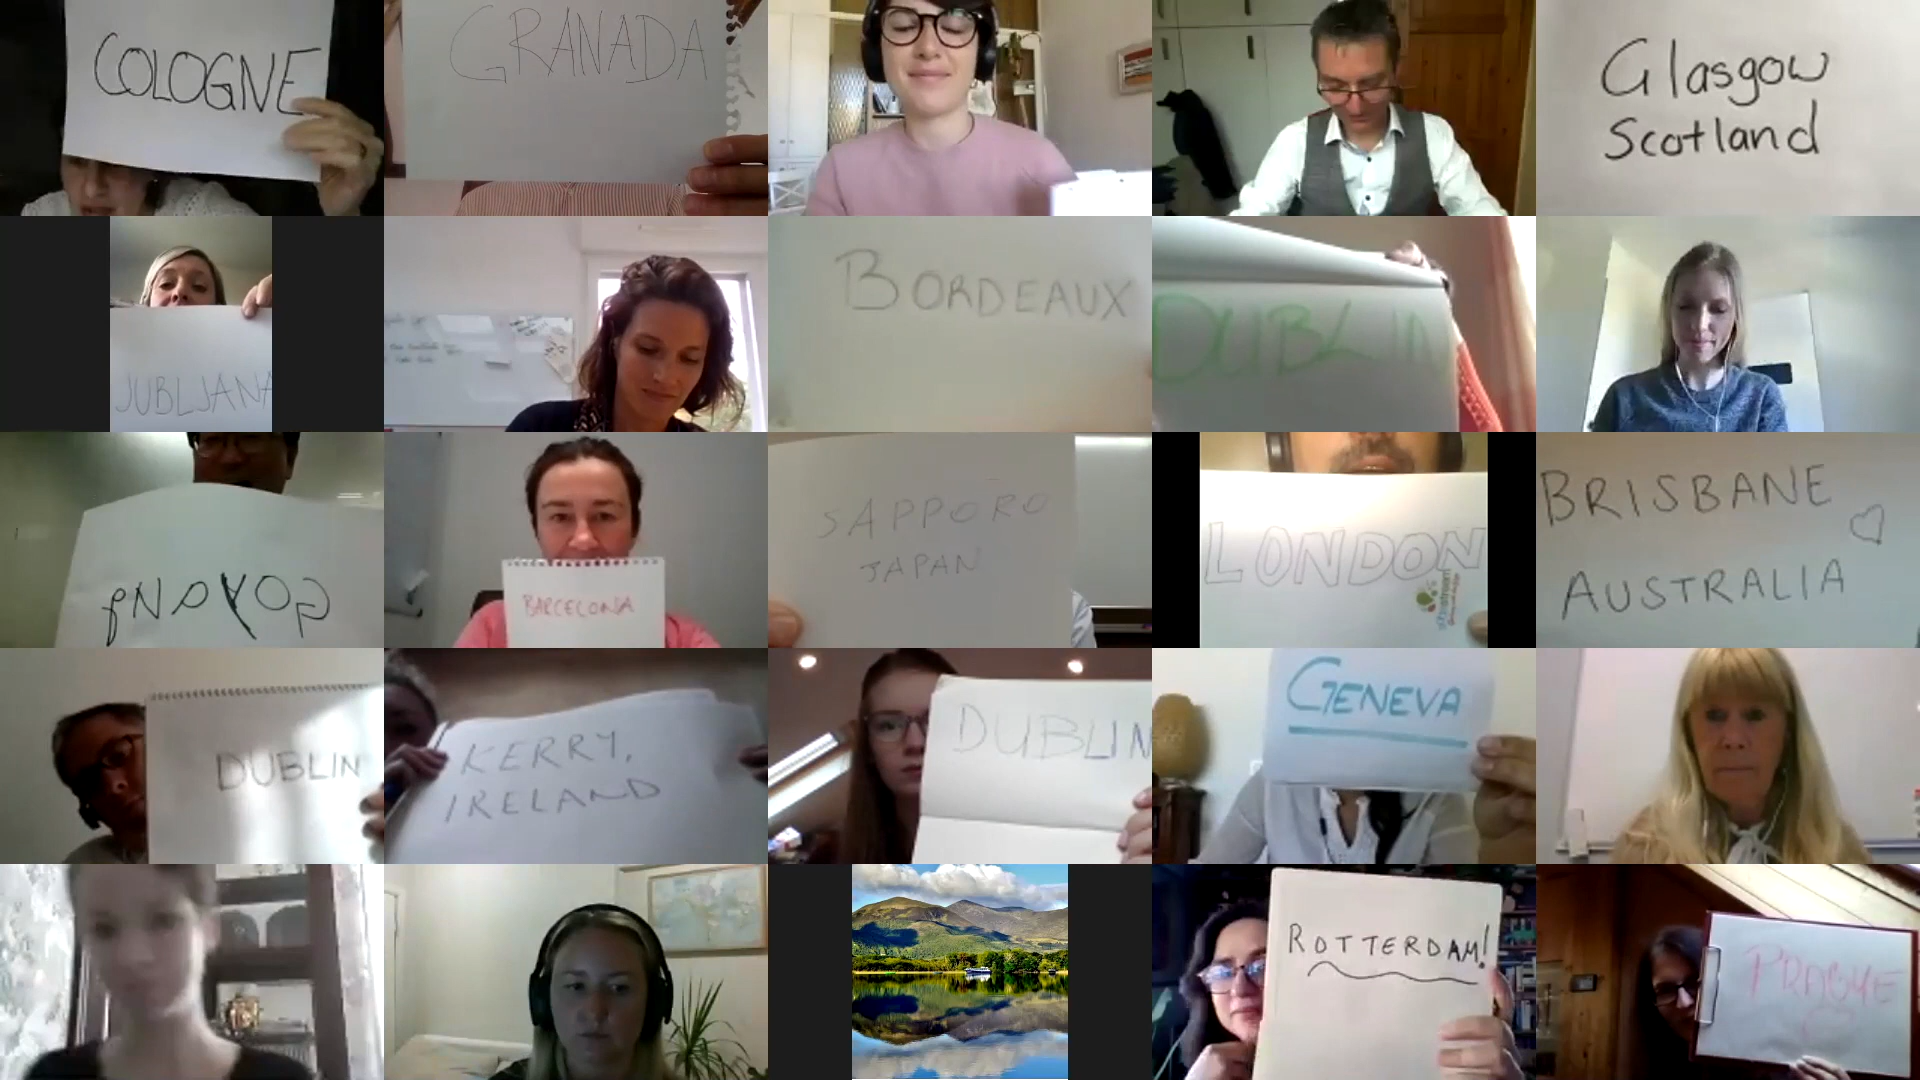 COLOGNE
GRANADA
Glasgow
Scotland
JUBLJANA
BORDEAUX
DUBLIN
GOYANG
BARCELONA
SAPPORO
JAPAN
LONDON
BRISBANE
AUSTRALIA
DUBLIN
KERRY,
IRELAND
DUBLIN
GENEVA
ROTTERDAM!
PRAGUE